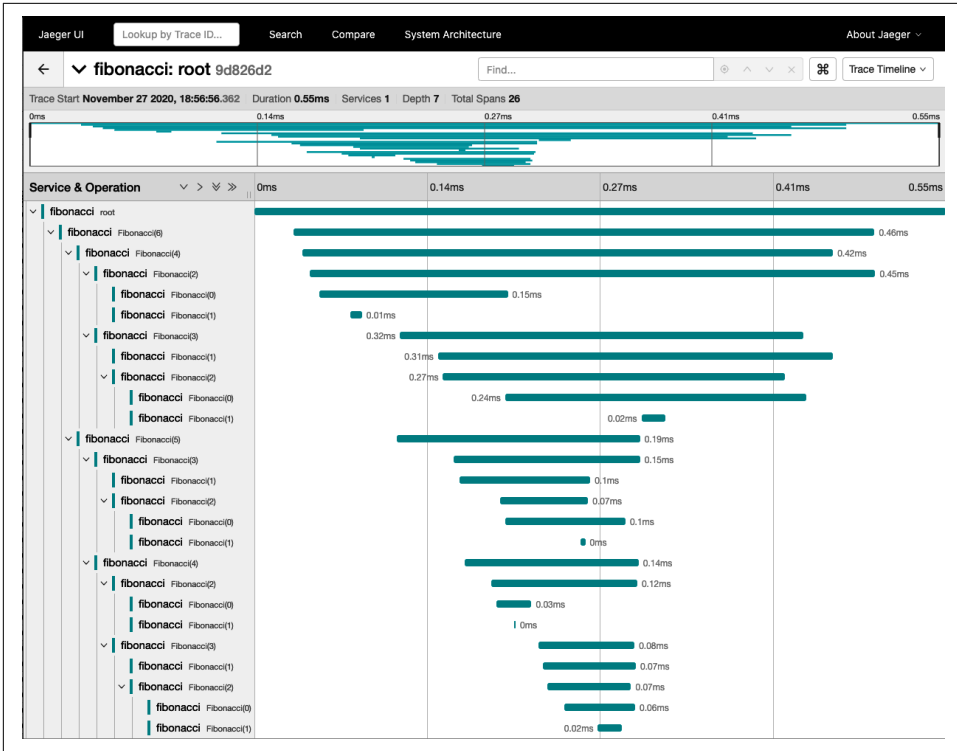 Jaeger UI Lookup by Trace ID... Search Compare System Architecture About Jaeger
fibonacci: root 9d826d2 Find... ⌘ Trace Timeline
Trace Start November 27 2020, 18:56:56.362 Duration 0.55ms Services 1 Depth 7 Total Spans 26
0ms 0.14ms 0.27ms 0.41ms 0.55ms
Service & Operation 0ms 0.14ms 0.27ms 0.41ms 0.55ms
fibonacci root
fibonacci Fibonacci(6) 0.46ms
fibonacci Fibonacci(4) 0.42ms
fibonacci Fibonacci(2) 0.45ms
fibonacci Fibonacci(0) 0.15ms
fibonacci Fibonacci(1) 0.01ms
fibonacci Fibonacci(3) 0.32ms
fibonacci Fibonacci(1) 0.31ms
fibonacci Fibonacci(2) 0.27ms
fibonacci Fibonacci(0) 0.24ms
fibonacci Fibonacci(1) 0.02ms
fibonacci Fibonacci(5) 0.19ms
fibonacci Fibonacci(3) 0.15ms
fibonacci Fibonacci(1) 0.1ms
fibonacci Fibonacci(2) 0.07ms
fibonacci Fibonacci(0) 0.1ms
fibonacci Fibonacci(1) 0ms
fibonacci Fibonacci(4) 0.14ms
fibonacci Fibonacci(2) 0.12ms
fibonacci Fibonacci(0) 0.03ms
fibonacci Fibonacci(1) 0ms
fibonacci Fibonacci(3) 0.08ms
fibonacci Fibonacci(1) 0.07ms
fibonacci Fibonacci(2) 0.07ms
fibonacci Fibonacci(0) 0.06ms
fibonacci Fibonacci(1) 0.02ms